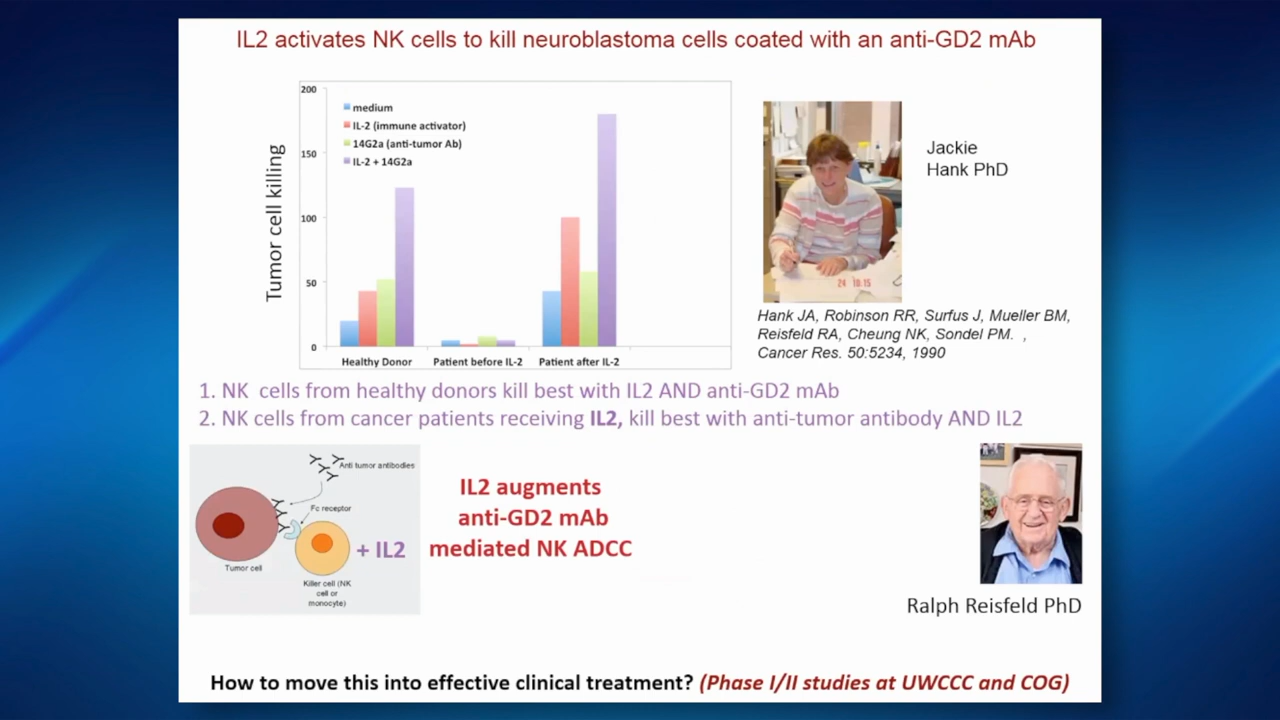 IL2 activates NK cells to kill neuroblastoma cells coated with an anti-GD2 mAb
Tumor cell killing
200
150
100
50
0
medium
IL-2 (immune activator)
14G2a (anti-tumor Ab)
IL-2 + 14G2a
Healthy Donor
Patient before IL-2
Patient after IL-2
Jackie
Hank PhD
24 10:15
Hank JA, Robinson RR, Surfus J, Mueller BM,
Reisfeld RA, Cheung NK, Sondel PM. ,
Cancer Res. 50:5234, 1990
1. NK cells from healthy donors kill best with IL2 AND anti-GD2 mAb
2. NK cells from cancer patients receiving IL2, kill best with anti-tumor antibody AND IL2
Anti tumor antibodies
Fc receptor
Tumor cell
+ IL2
Killer cell (NK
cell or
monocyte)
IL2 augments
anti-GD2 mAb
mediated NK ADCC
Ralph Reisfeld PhD
How to move this into effective clinical treatment? (Phase I/II studies at UWCCC and COG)